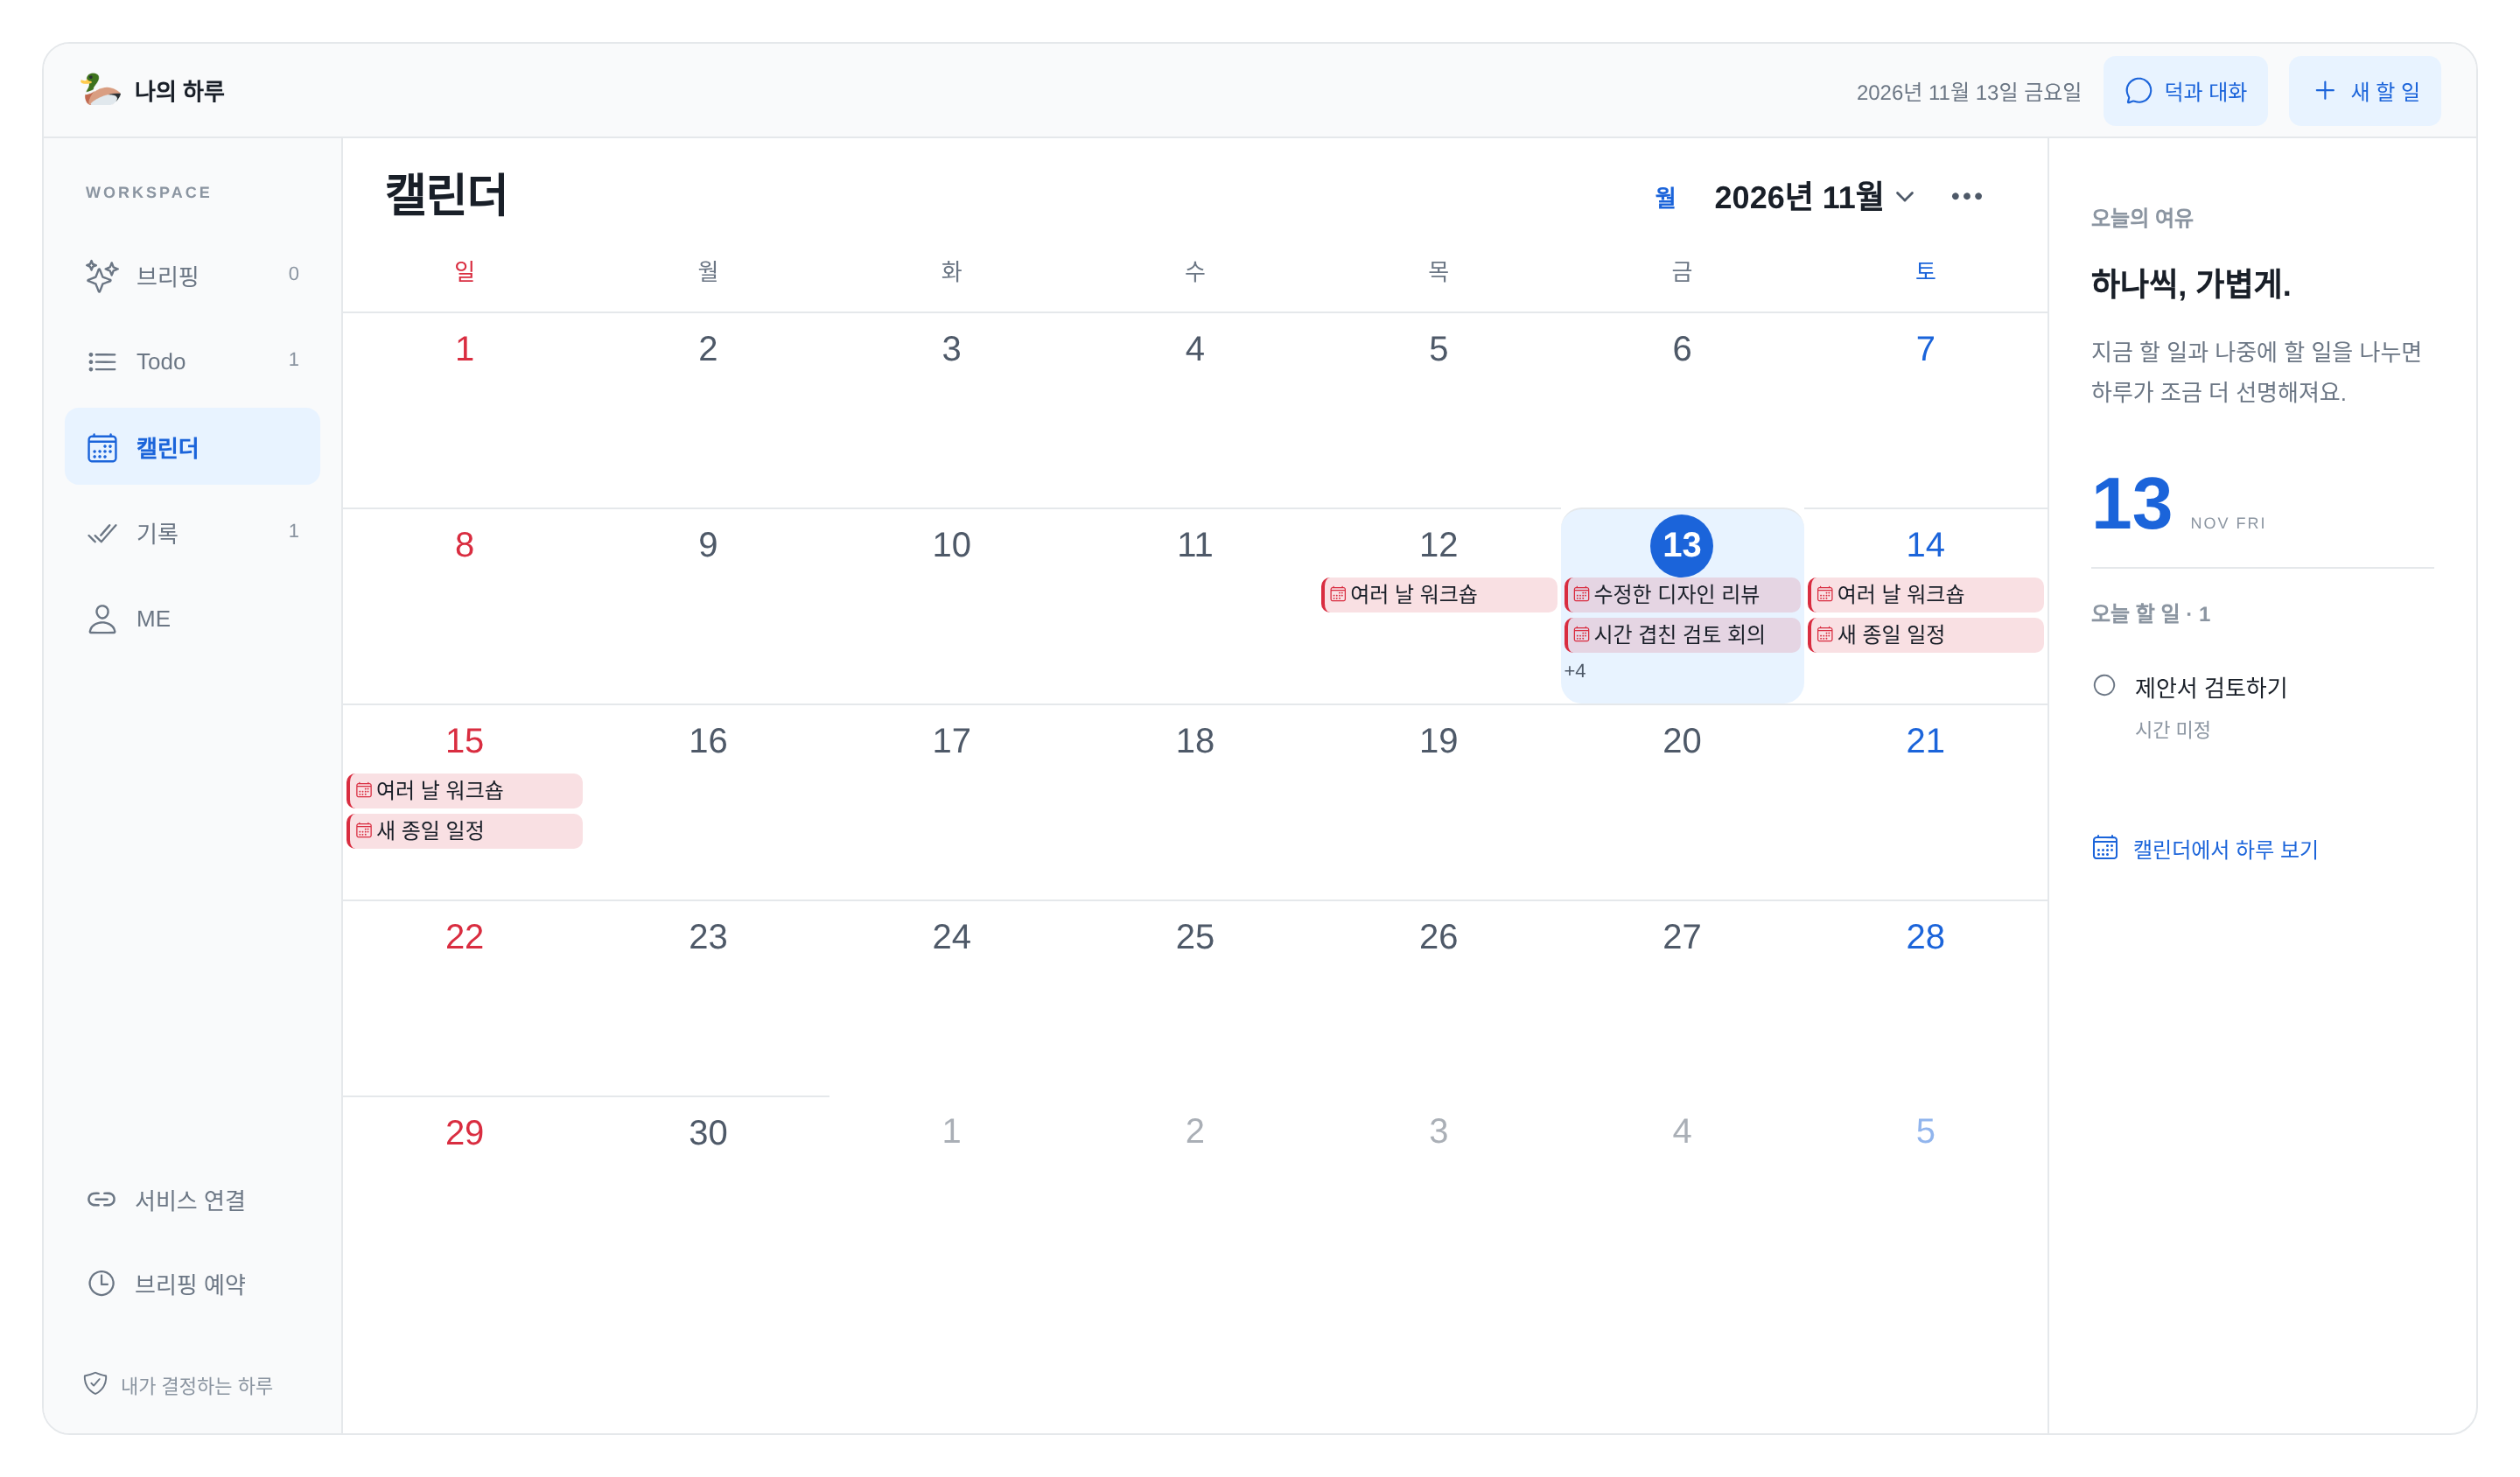 나의 하루
2026년 11월 13일 금요일
덕과 대화
새 할 일
WORKSPACE
브리핑 0
Todo 1
캘린더
기록 1
ME
서비스 연결
브리핑 예약
내가 결정하는 하루
캘린더
월 2026년 11월
일 월 화 수 목 금 토
1 2 3 4 5 6 7
8 9 10 11 12 13 14
여러 날 워크숍 수정한 디자인 리뷰 여러 날 워크숍
시간 겹친 검토 회의 새 종일 일정
+4
15 16 17 18 19 20 21
여러 날 워크숍
새 종일 일정
22 23 24 25 26 27 28
29 30 1 2 3 4 5
오늘의 여유
하나씩, 가볍게.
지금 할 일과 나중에 할 일을 나누면
하루가 조금 더 선명해져요.
13 NOV FRI
오늘 할 일 · 1
제안서 검토하기
시간 미정
캘린더에서 하루 보기